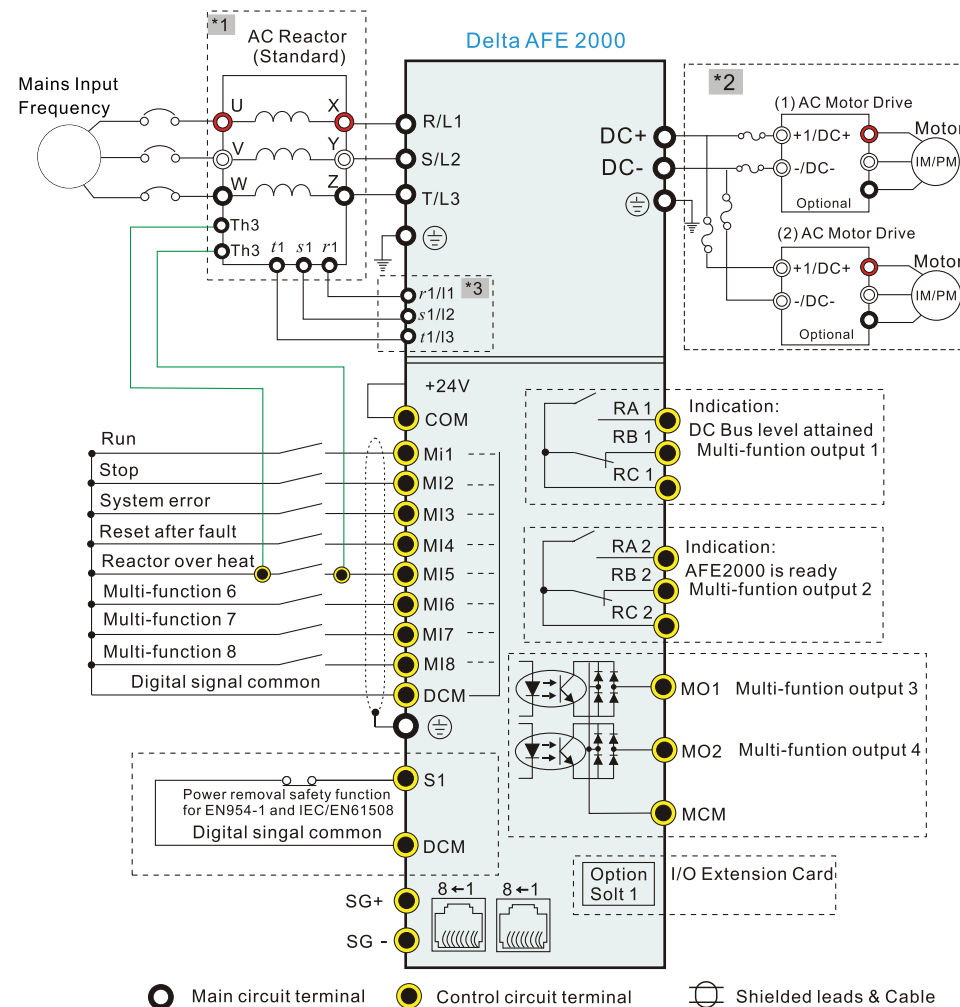 *1
AC Reactor
(Standard)
Delta AFE 2000
Mains Input
Frequency
U
X
V
Y
W
Z
Th3
Th3
t1
s1
r1
R/L1
S/L2
T/L3
r1/l1
*3
s1/l2
t1/l3
DC+
DC-
*2
(1) AC Motor Drive
+1/DC+
-/DC-
Optional
Motor
IM/PM
(2) AC Motor Drive
+1/DC+
-/DC-
Optional
Motor
IM/PM
+24V
COM
Run
Mi1
Stop
MI2
System error
MI3
Reset after fault
MI4
Reactor over heat
MI5
Multi-function 6
MI6
Multi-function 7
MI7
Multi-function 8
MI8
Digital signal common
DCM
RA 1
RB 1
RC 1
Indication:
DC Bus level attained
Multi-funtion output 1
RA 2
RB 2
RC 2
Indication:
AFE2000 is ready
Multi-funtion output 2
MO1
Multi-funtion output 3
MO2
Multi-funtion output 4
MCM
S1
Power removal safety function
for EN954-1 and IEC/EN61508
Digital singal common
DCM
SG+
SG -
8←1
8←1
Option
Solt 1
I/O Extension Card
Main circuit terminal
Control circuit terminal
Shielded leads & Cable